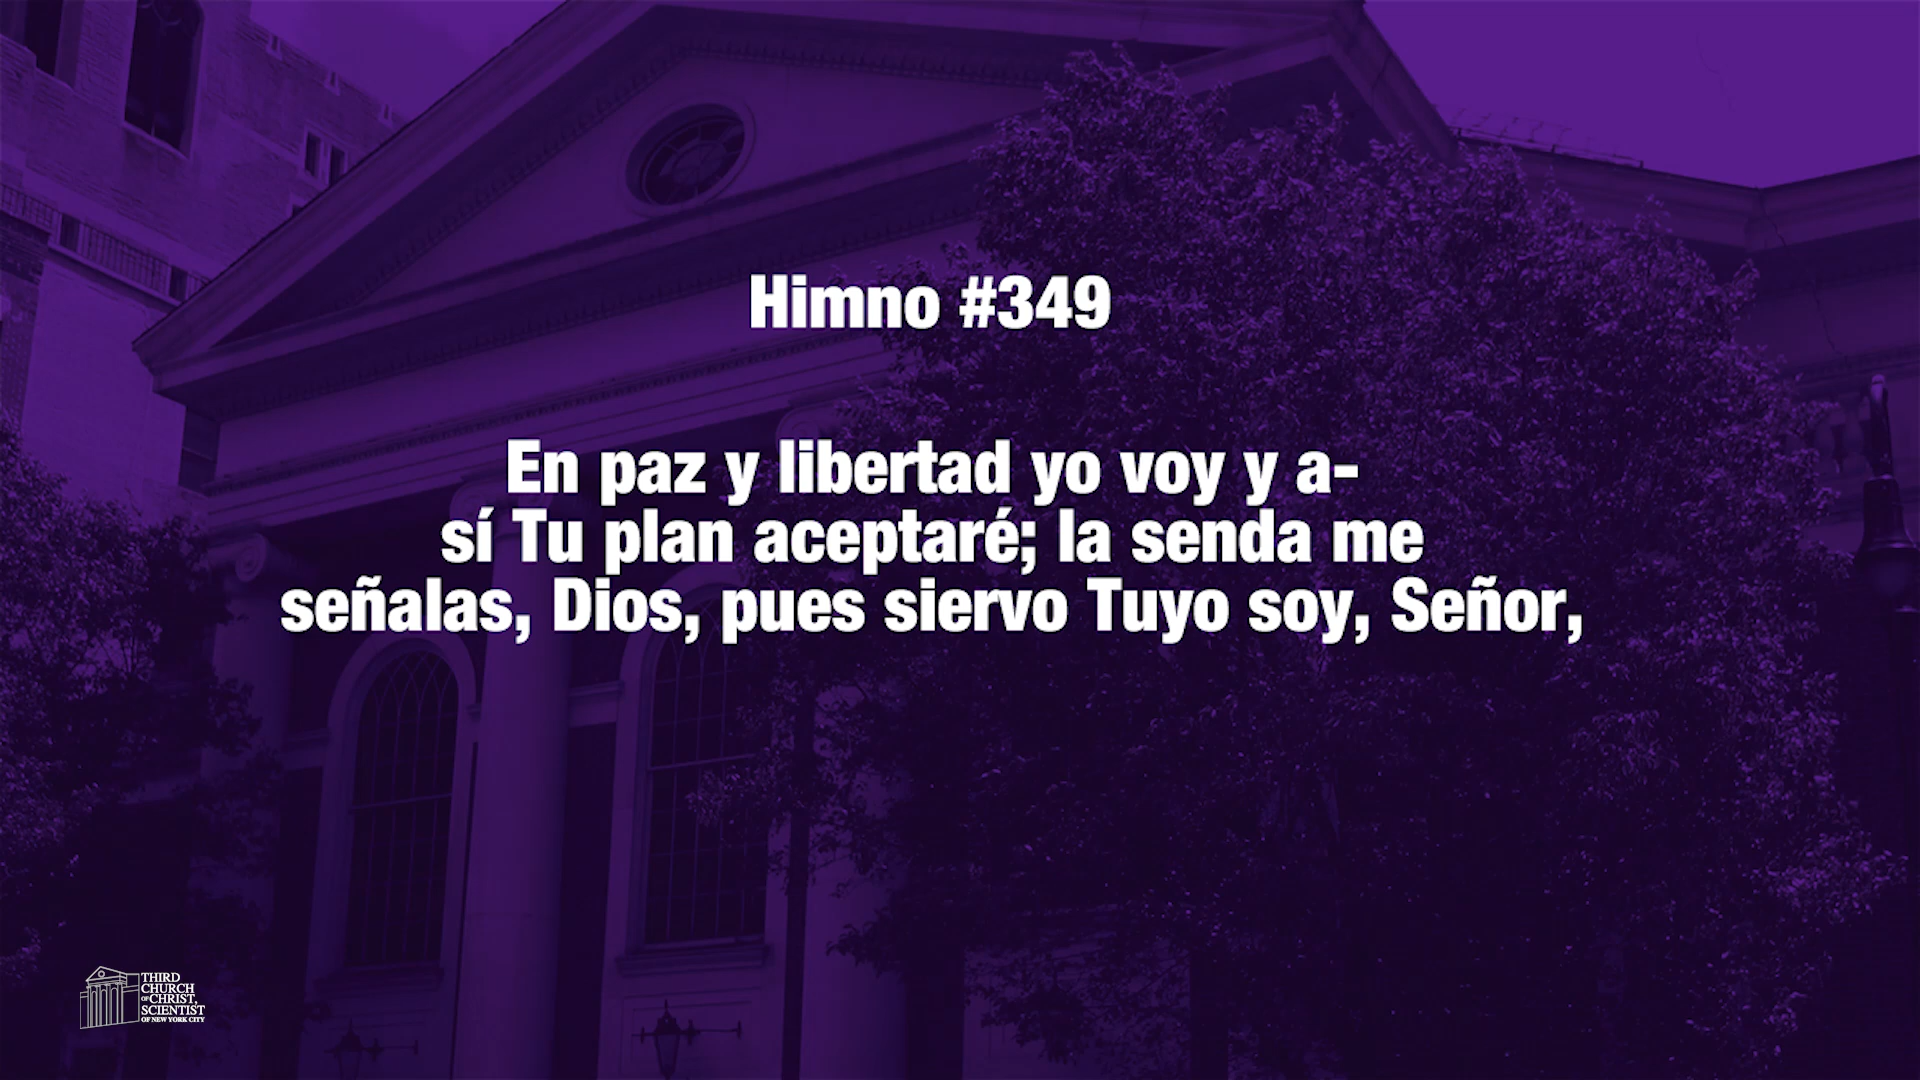 Himno #349
En paz y libertad yo voy y a-
sí Tu plan aceptaré; la senda me
señalas, Dios, pues siervo Tuyo soy, Señor,
THIRD
CHURCH
OF CHRIST,
SCIENTIST
OF NEW YORK CITY